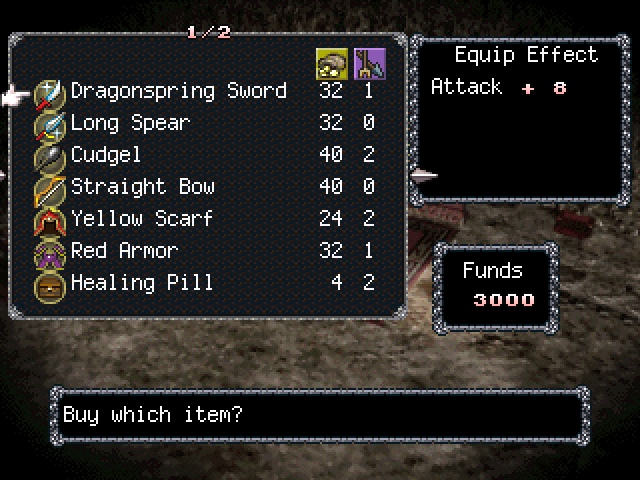 1/2
Dragonspring Sword 32 1
Long Spear 32 0
Cudgel 40 2
Straight Bow 40 0
Yellow Scarf 24 2
Red Armor 32 1
Healing Pill 4 2
Equip Effect
Attack + 8
Funds
3000
Buy which item?